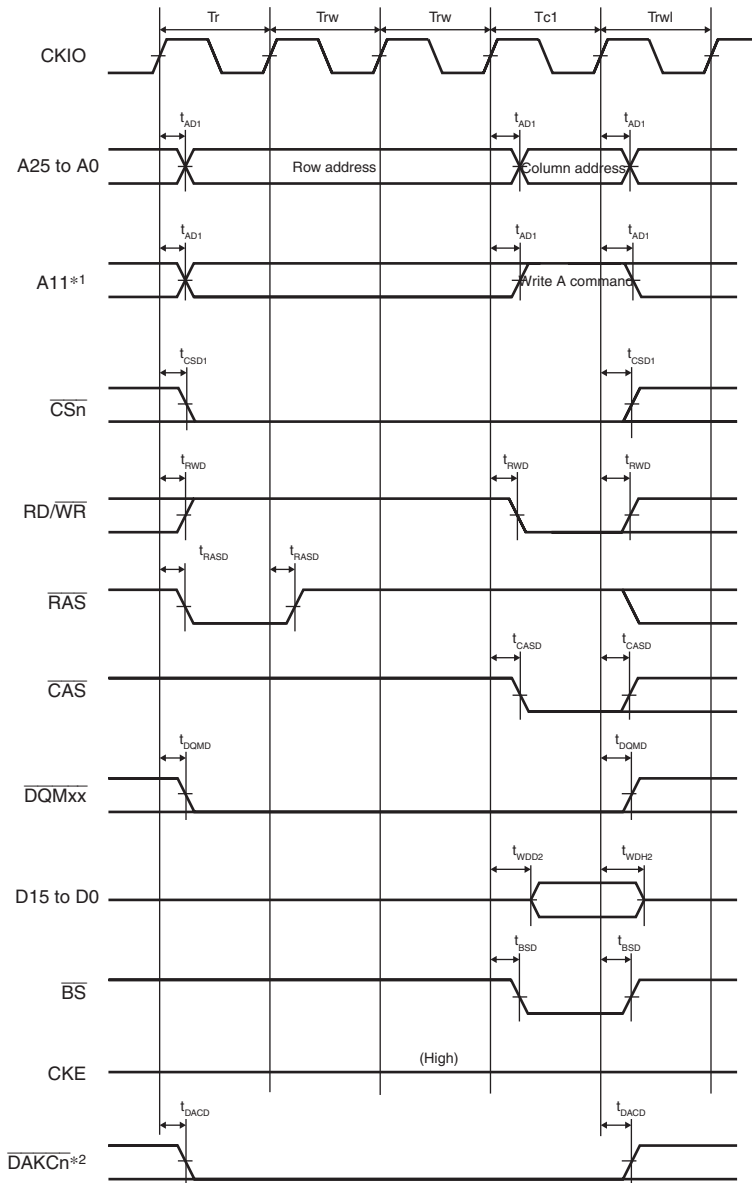 Tr Trw Trw Tc1 Trwl
CKIO
tAD1 tAD1 tAD1
A25 to A0 Row address Column address
tAD1 tAD1 tAD1
A11*1 Write A command
tCSD1 tCSD1
CSn
tRWD tRWD tRWD
RD/WR
tRASD tRASD
RAS
tCASD tCASD
CAS
tDQMD tDQMD
DQMxx
tWDD2 tWDH2
D15 to D0
tBSD tBSD
BS
(High)
CKE
tDACD tDACD
DAKCn*2